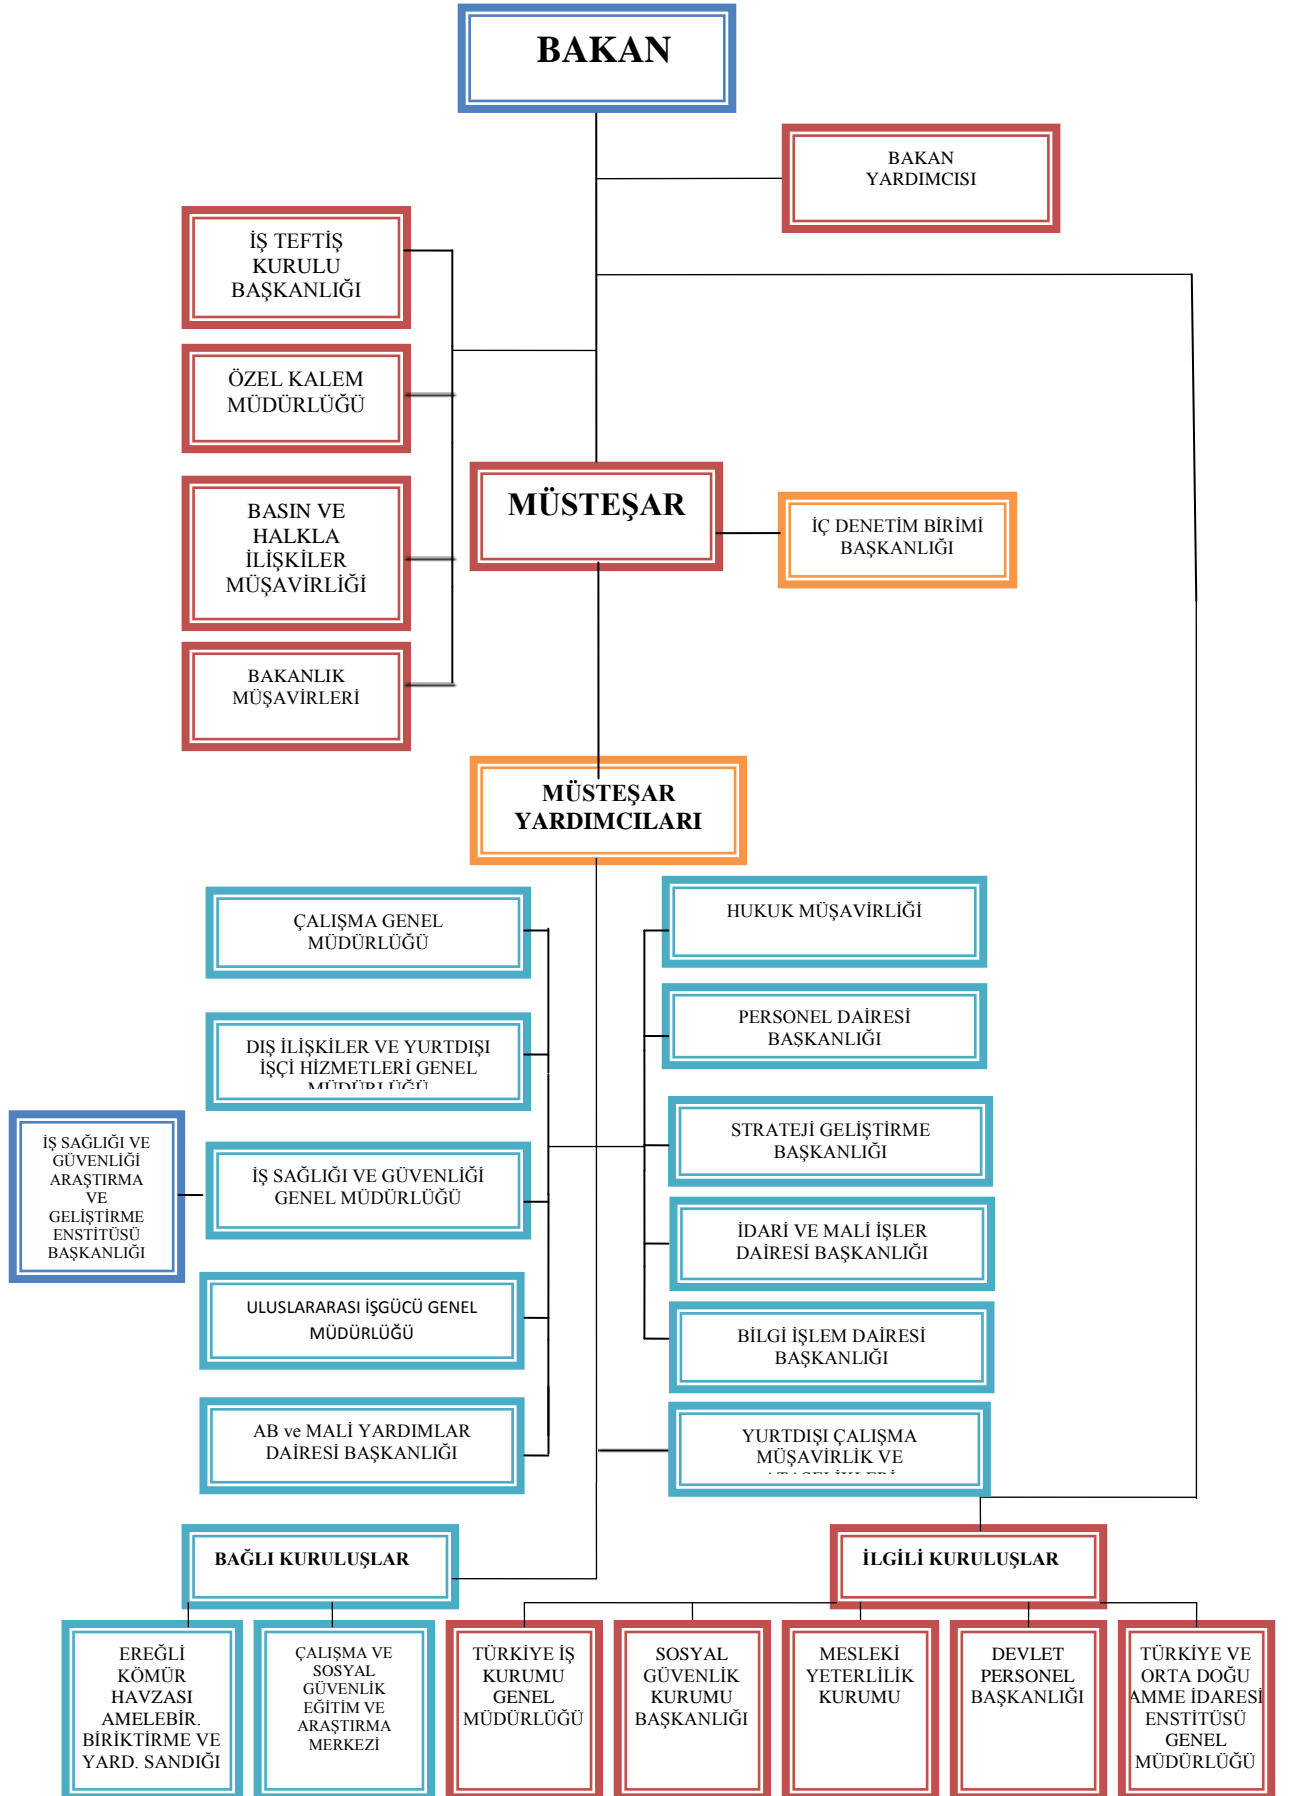 BAKAN
BAKAN
YARDIMCISI
İŞ TEFTİŞ
KURULU
BAŞKANLIĞI
ÖZEL KALEM
MÜDÜRLÜĞÜ
BASIN VE
HALKLA
İLİŞKİLER
MÜŞAVİRLİĞİ
BAKANLIK
MÜŞAVİRLERİ
MÜSTEŞAR
İÇ DENETİM BİRİMİ
BAŞKANLIĞI
MÜSTEŞAR
YARDIMCILARI
ÇALIŞMA GENEL
MÜDÜRLÜĞÜ
DIŞ İLİŞKİLER VE YURTDIŞI
İŞÇİ HİZMETLERİ GENEL
MÜDÜRLÜĞÜ
İŞ SAĞLIĞI VE
GÜVENLİĞİ
ARAŞTIRMA
VE
GELİŞTİRME
ENSTİTÜSÜ
BAŞKANLIĞI
İŞ SAĞLIĞI VE GÜVENLİĞİ
GENEL MÜDÜRLÜĞÜ
ULUSLARARASI İŞGÜCÜ GENEL
MÜDÜRLÜĞÜ
AB ve MALİ YARDIMLAR
DAİRESİ BAŞKANLIĞI
HUKUK MÜŞAVİRLİĞİ
PERSONEL DAİRESİ
BAŞKANLIĞI
STRATEJİ GELİŞTİRME
BAŞKANLIĞI
İDARİ VE MALİ İŞLER
DAİRESİ BAŞKANLIĞI
BİLGİ İŞLEM DAİRESİ
BAŞKANLIĞI
YURTDIŞI ÇALIŞMA
MÜŞAVİRLİK VE
BAĞLI KURULUŞLAR
EREĞLİ
KÖMÜR
HAVZASI
AMELEBİR.
BİRİKTİRME VE
YARD. SANDIĞI
ÇALIŞMA VE
SOSYAL
GÜVENLİK
EĞİTİM VE
ARAŞTIRMA
MERKEZİ
İLGİLİ KURULUŞLAR
TÜRKİYE İŞ
KURUMU
GENEL
MÜDÜRLÜĞÜ
SOSYAL
GÜVENLİK
KURUMU
BAŞKANLIĞI
MESLEKİ
YETERLİLİK
KURUMU
DEVLET
PERSONEL
BAŞKANLIĞI
TÜRKİYE VE
ORTA DOĞU
AMME İDARESİ
ENSTİTÜSÜ
GENEL
MÜDÜRLÜĞÜ